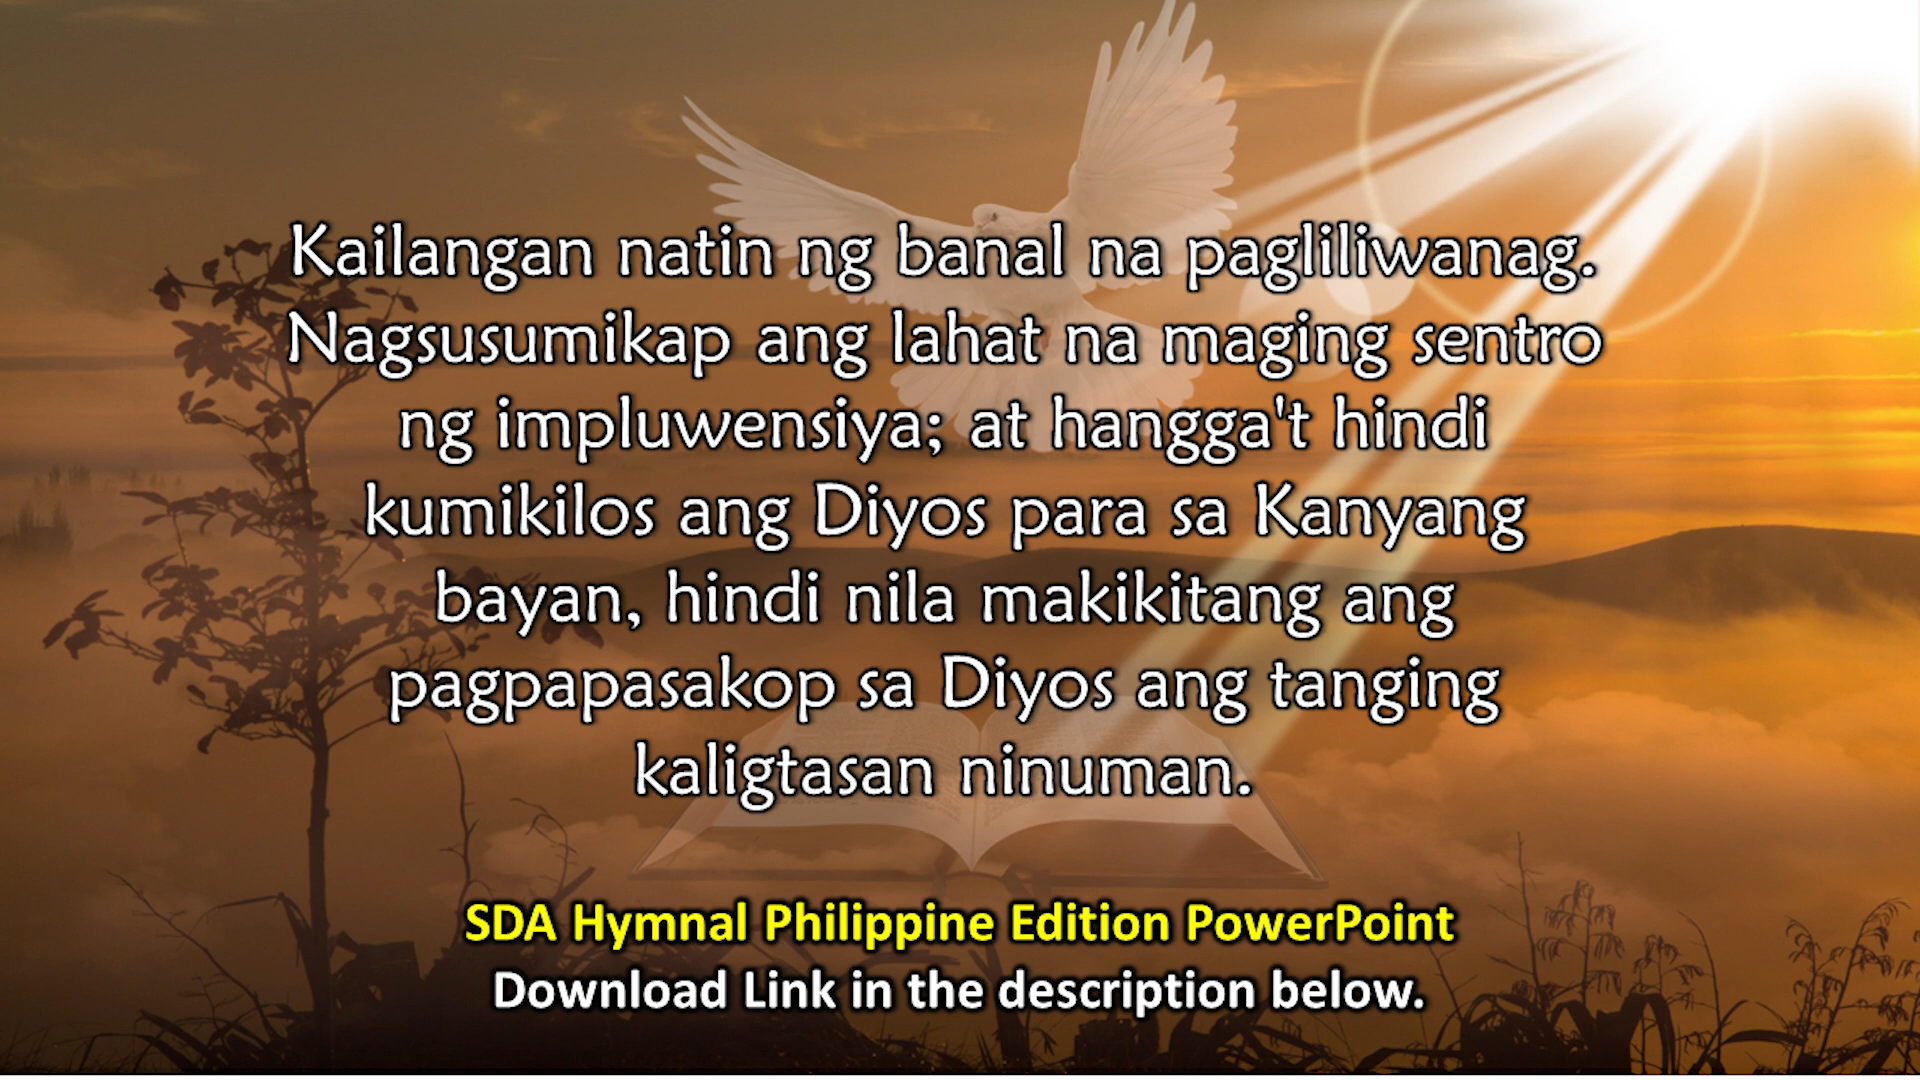 Kailangan natin ng banal na pagliliwanag.
Nagsusumikap ang lahat na maging sentro
ng impluwensiya; at hangga't hindi
kumikilos ang Diyos para sa Kanyang
bayan, hindi nila makikitang ang
pagpapasakop sa Diyos ang tanging
kaligtasan ninuman.
SDA Hymnal Philippine Edition PowerPoint
Download Link in the description below.